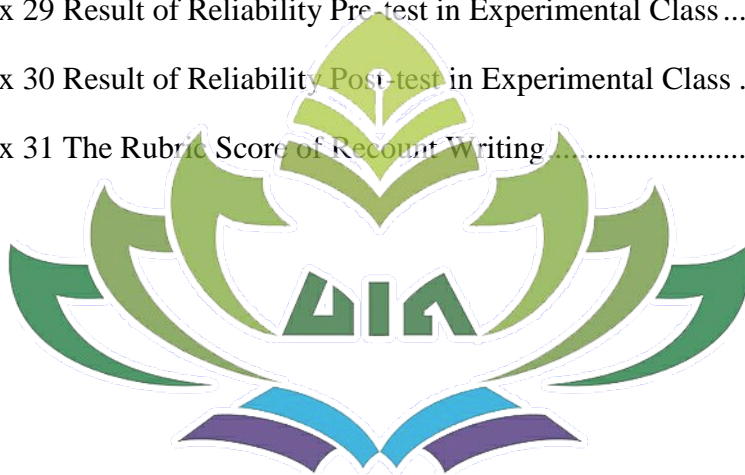 x 29 Result of Reliability Pre-test in Experimental Class ...
x 30 Result of Reliability Post-test in Experimental Class .
x 31 The Rubric Score of Recount Writing ........................
UIN